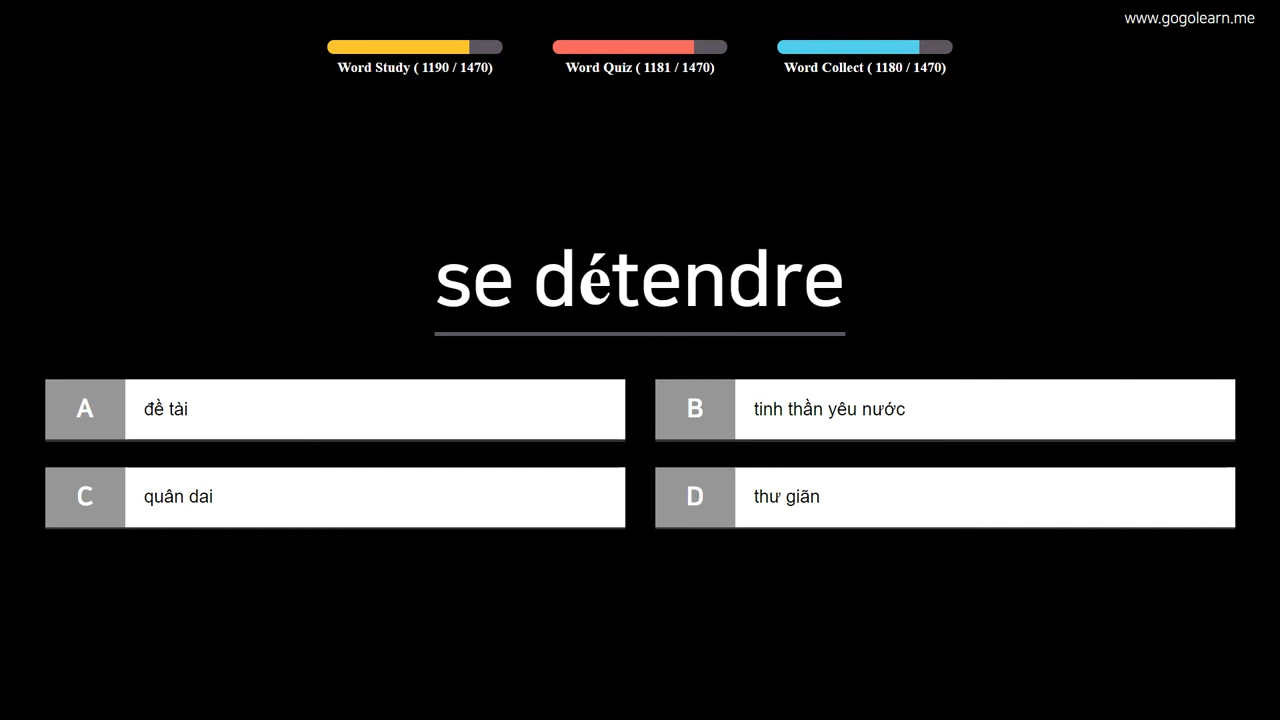 www.gogolearn.me
Word Study ( 1190 / 1470)
Word Quiz ( 1181 / 1470)
Word Collect ( 1180 / 1470)
se détendre
A đề tài
B tinh thần yêu nước
C quân dai
D thư giãn